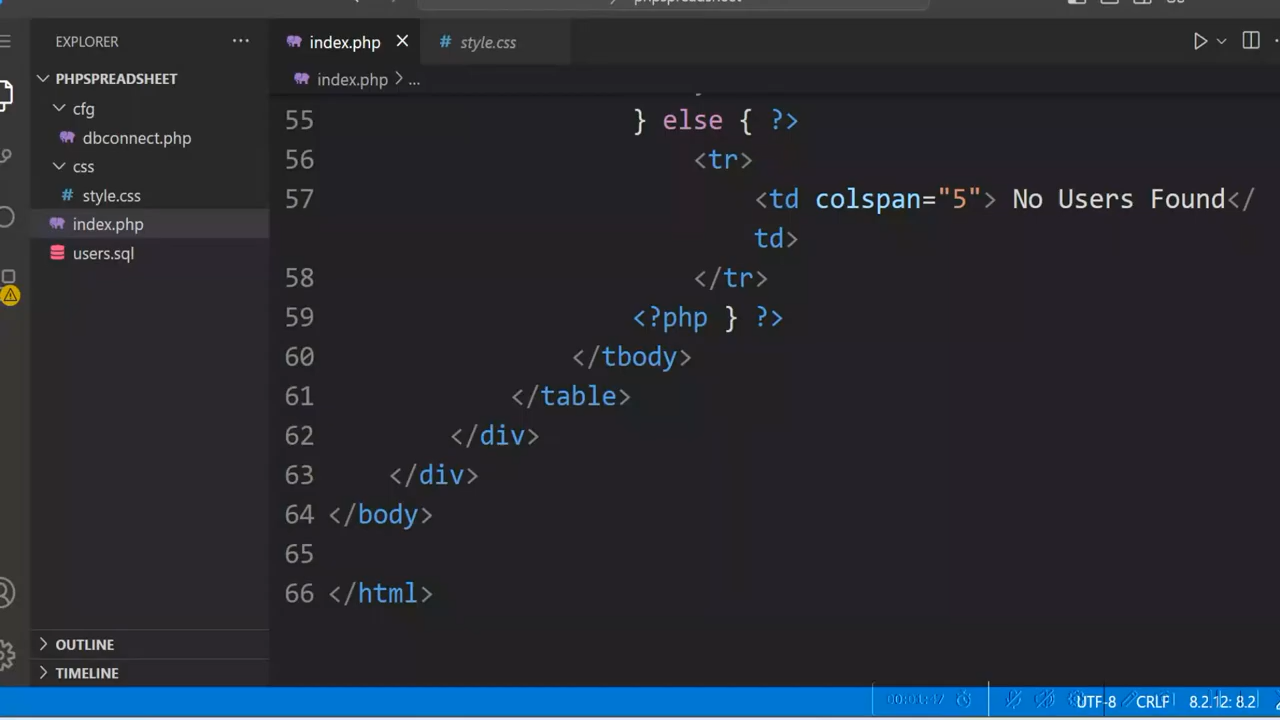 EXPLORER
PHPSPREADSHEET
cfg
dbconnect.php
css
style.css
index.php
users.sql
OUTLINE
TIMELINE
index.php
style.css
index.php > ...
55 } else { ?>
56 <tr>
57 <td colspan="5"> No Users Found</
td>
58 </tr>
59 <?php } ?>
60 </tbody>
61 </table>
62 </div>
63 </div>
64 </body>
65
66 </html>
UTF-8 CRLF 8.2.12: 8.2